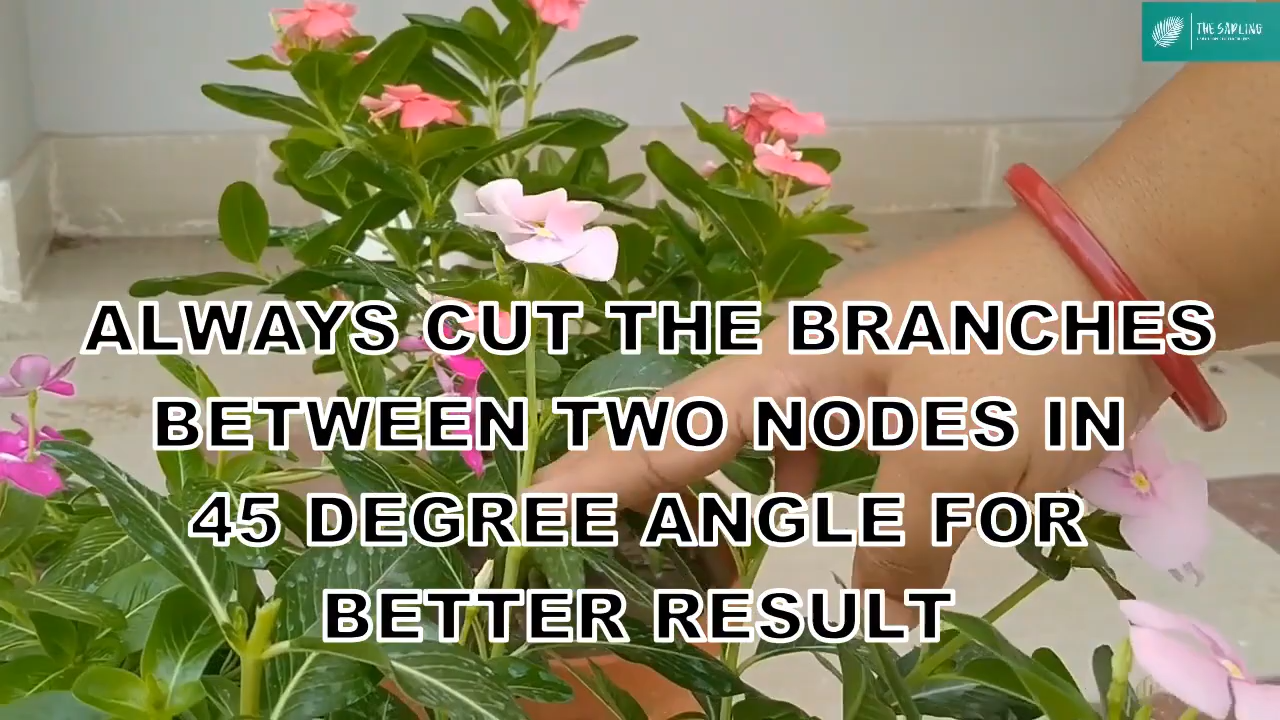 THE SAPLING
ALWAYS CUT THE BRANCHES
BETWEEN TWO NODES IN
45 DEGREE ANGLE FOR
BETTER RESULT